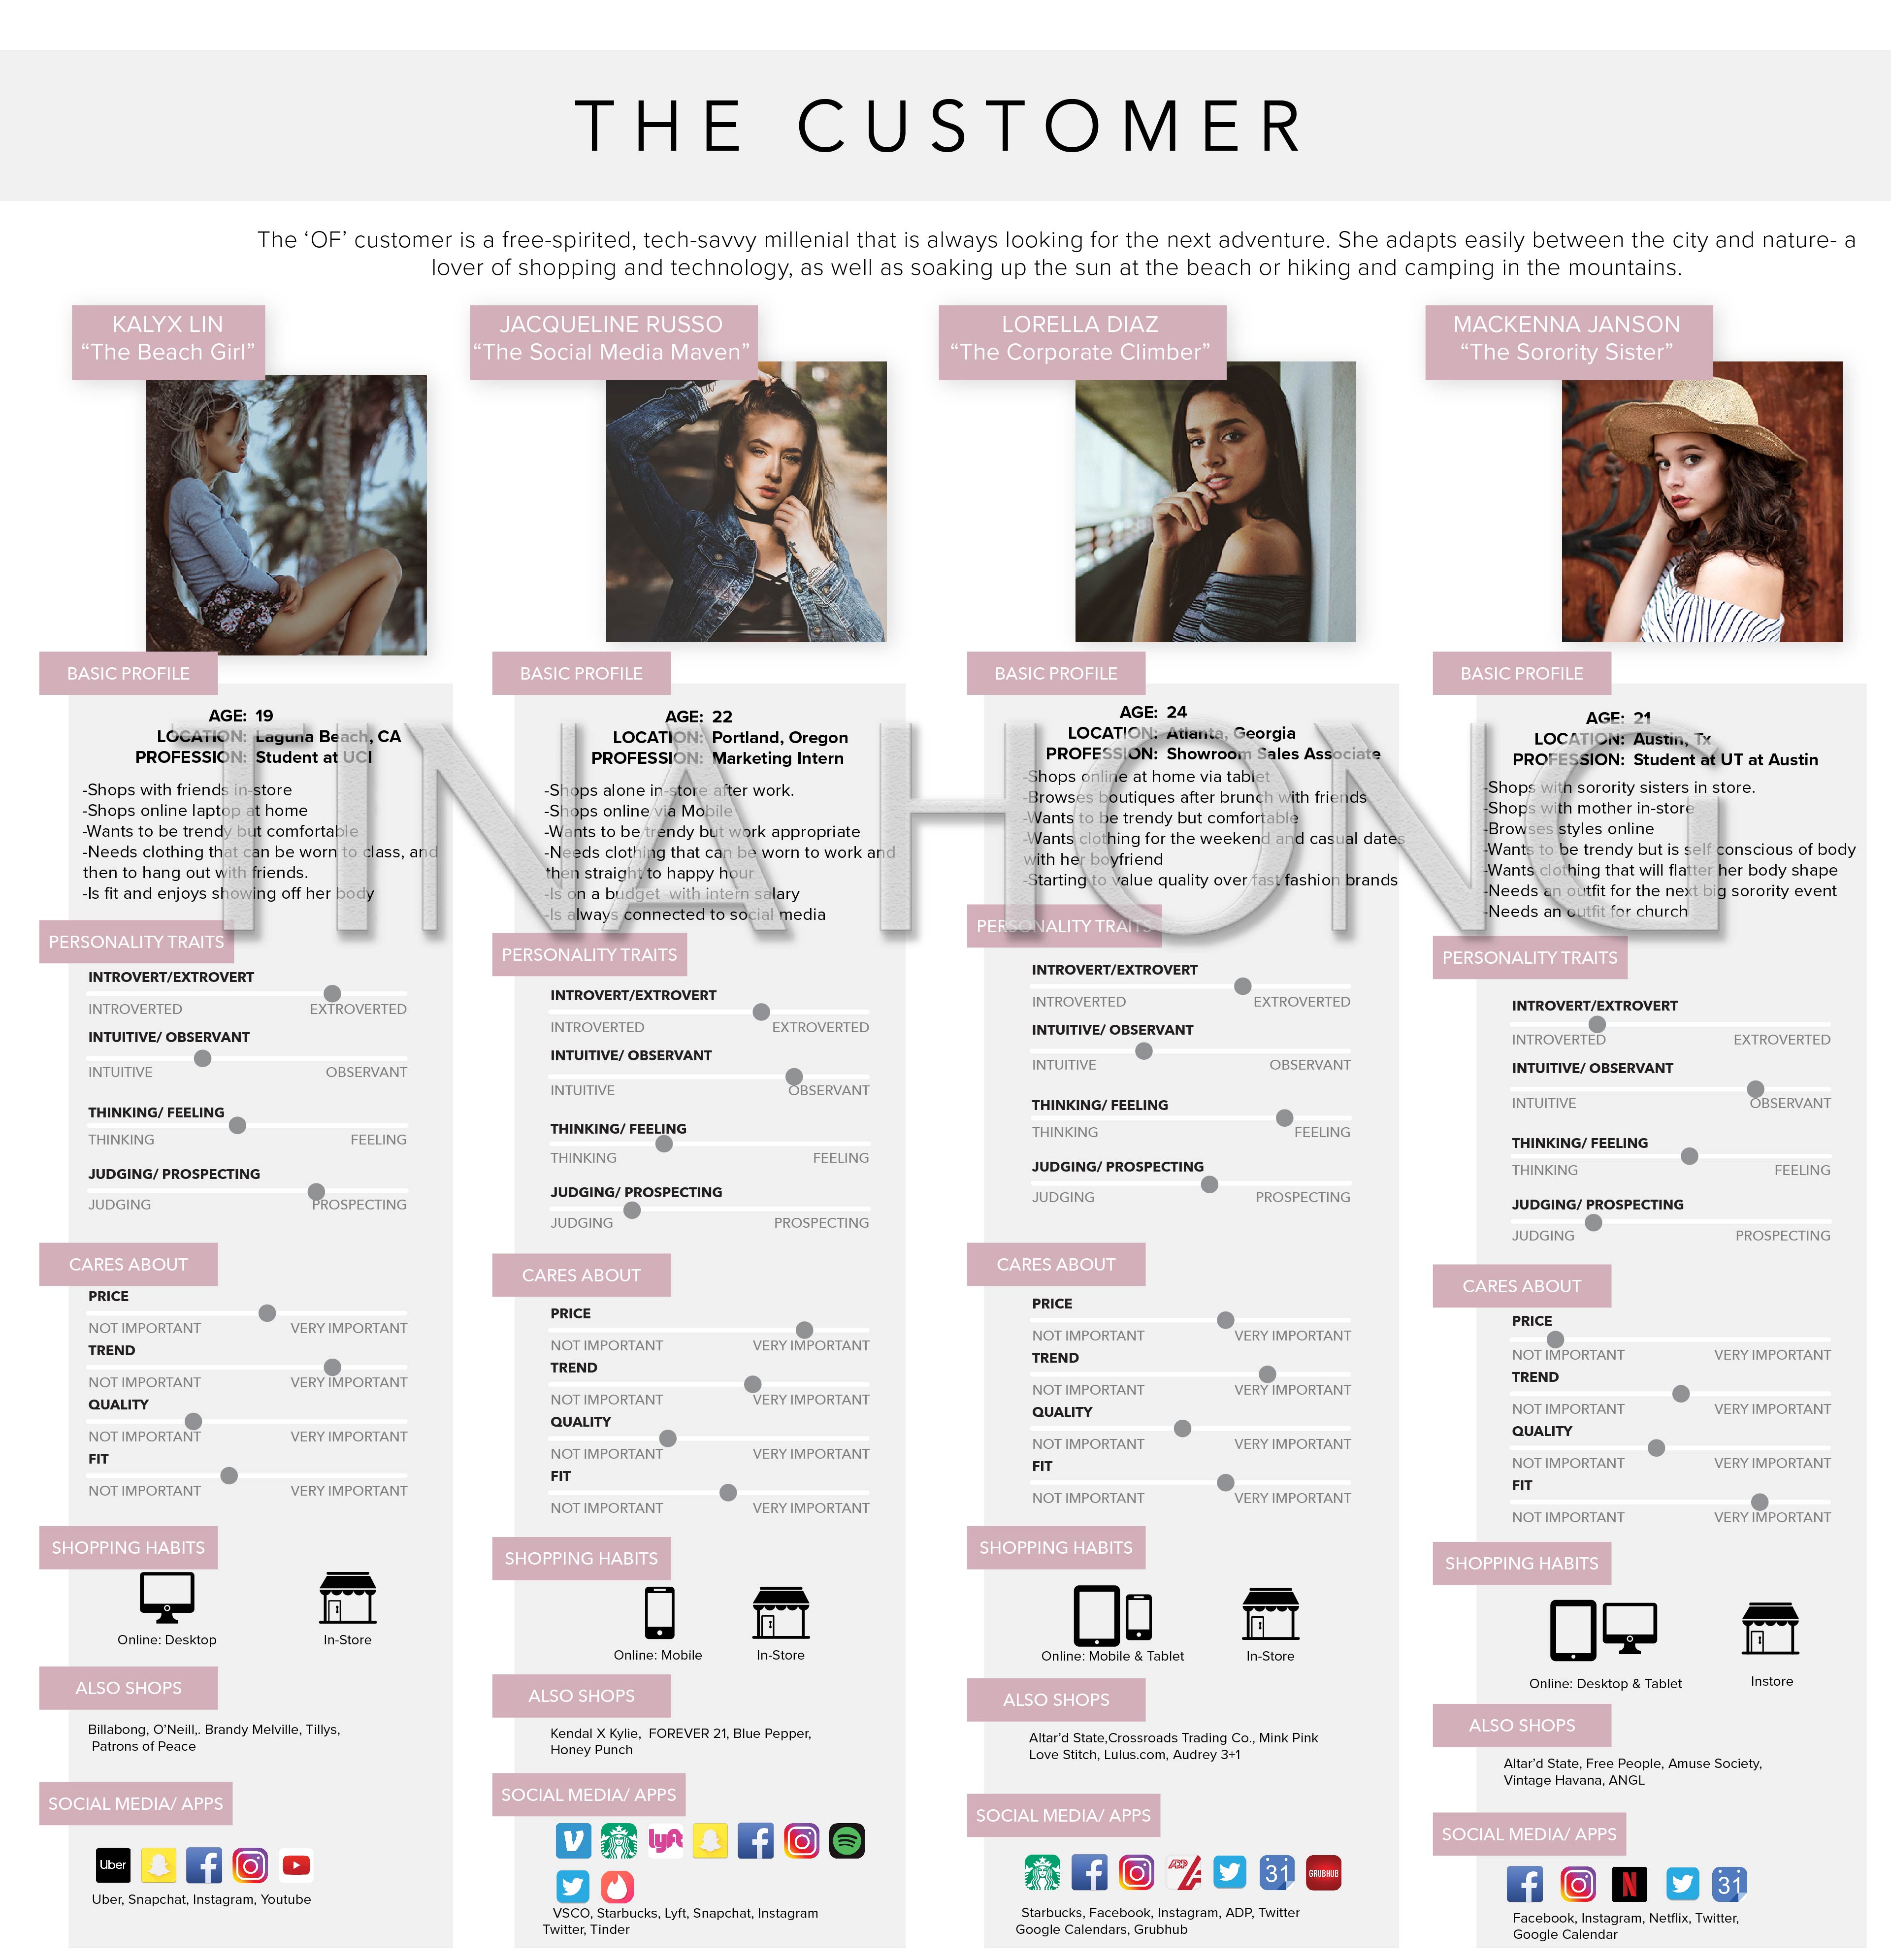 THE CUSTOMER
The ‘OF’ customer is a free-spirited, tech-savvy millenial that is always looking for the next adventure. She adapts easily between the city and nature- a
lover of shopping and technology, as well as soaking up the sun at the beach or hiking and camping in the mountains.
KALYX LIN
“The Beach Girl”
BASIC PROFILE
AGE: 19
LOCATION: Laguna Beach, CA
PROFESSION: Student at UCI
-Shops with friends in-store
-Shops online laptop at home
-Wants to be trendy but comfortable
-Needs clothing that can be worn to class, and
then to hang out with friends.
-Is fit and enjoys showing off her body
PERSONALITY TRAITS
INTROVERT/EXTROVERT
INTROVERTED EXTROVERTED
INTUITIVE/ OBSERVANT
INTUITIVE OBSERVANT
THINKING/ FEELING
THINKING FEELING
JUDGING/ PROSPECTING
JUDGING PROSPECTING
CARES ABOUT
PRICE
NOT IMPORTANT VERY IMPORTANT
TREND
NOT IMPORTANT VERY IMPORTANT
QUALITY
NOT IMPORTANT VERY IMPORTANT
FIT
NOT IMPORTANT VERY IMPORTANT
SHOPPING HABITS
Online: Desktop In-Store
ALSO SHOPS
Billabong, O’Neill,. Brandy Melville, Tillys,
Patrons of Peace
SOCIAL MEDIA/ APPS
Uber
Uber, Snapchat, Instagram, Youtube
JACQUELINE RUSSO
“The Social Media Maven”
BASIC PROFILE
AGE: 22
LOCATION: Portland, Oregon
PROFESSION: Marketing Intern
-Shops alone in-store after work.
-Shops online via Mobile
-Wants to be trendy but work appropriate
-Needs clothing that can be worn to work and
then straight to happy hour
-Is on a budget with intern salary
-Is always connected to social media
PERSONALITY TRAITS
INTROVERT/EXTROVERT
INTROVERTED EXTROVERTED
INTUITIVE/ OBSERVANT
INTUITIVE OBSERVANT
THINKING/ FEELING
THINKING FEELING
JUDGING/ PROSPECTING
JUDGING PROSPECTING
CARES ABOUT
PRICE
NOT IMPORTANT VERY IMPORTANT
TREND
NOT IMPORTANT VERY IMPORTANT
QUALITY
NOT IMPORTANT VERY IMPORTANT
FIT
NOT IMPORTANT VERY IMPORTANT
SHOPPING HABITS
Online: Mobile In-Store
ALSO SHOPS
Kendal X Kylie, FOREVER 21, Blue Pepper,
Honey Punch
SOCIAL MEDIA/ APPS
lyft
VSCO, Starbucks, Lyft, Snapchat, Instagram
Twitter, Tinder
LORELLA DIAZ
“The Corporate Climber”
BASIC PROFILE
AGE: 24
LOCATION: Atlanta, Georgia
PROFESSION: Showroom Sales Associate
-Shops online at home via tablet
-Browses boutiques after brunch with friends
-Wants to be trendy but comfortable
-Wants clothing for the weekend and casual dates
with her boyfriend
-Starting to value quality over fast fashion brands
PERSONALITY TRAITS
INTROVERT/EXTROVERT
INTROVERTED EXTROVERTED
INTUITIVE/ OBSERVANT
INTUITIVE OBSERVANT
THINKING/ FEELING
THINKING FEELING
JUDGING/ PROSPECTING
JUDGING PROSPECTING
CARES ABOUT
PRICE
NOT IMPORTANT VERY IMPORTANT
TREND
NOT IMPORTANT VERY IMPORTANT
QUALITY
NOT IMPORTANT VERY IMPORTANT
FIT
NOT IMPORTANT VERY IMPORTANT
SHOPPING HABITS
Online: Mobile & Tablet In-Store
ALSO SHOPS
Altar’d State,Crossroads Trading Co., Mink Pink
Love Stitch, Lulus.com, Audrey 3+1
SOCIAL MEDIA/ APPS
ADP 31 GRUBHUB
Starbucks, Facebook, Instagram, ADP, Twitter
Google Calendars, Grubhub
MACKENNA JANSON
“The Sorority Sister”
BASIC PROFILE
AGE: 21
LOCATION: Austin, Tx
PROFESSION: Student at UT at Austin
-Shops with sorority sisters in store.
-Shops with mother in-store
-Browses styles online
-Wants to be trendy but is self conscious of body
-Wants clothing that will flatter her body shape
-Needs an outfit for the next big sorority event
-Needs an outfit for church
PERSONALITY TRAITS
INTROVERT/EXTROVERT
INTROVERTED EXTROVERTED
INTUITIVE/ OBSERVANT
INTUITIVE OBSERVANT
THINKING/ FEELING
THINKING FEELING
JUDGING/ PROSPECTING
JUDGING PROSPECTING
CARES ABOUT
PRICE
NOT IMPORTANT VERY IMPORTANT
TREND
NOT IMPORTANT VERY IMPORTANT
QUALITY
NOT IMPORTANT VERY IMPORTANT
FIT
NOT IMPORTANT VERY IMPORTANT
SHOPPING HABITS
Online: Desktop & Tablet Instore
ALSO SHOPS
Altar’d State, Free People, Amuse Society,
Vintage Havana, ANGL
SOCIAL MEDIA/ APPS
31
Facebook, Instagram, Netflix, Twitter,
Google Calendar
TINA HONG